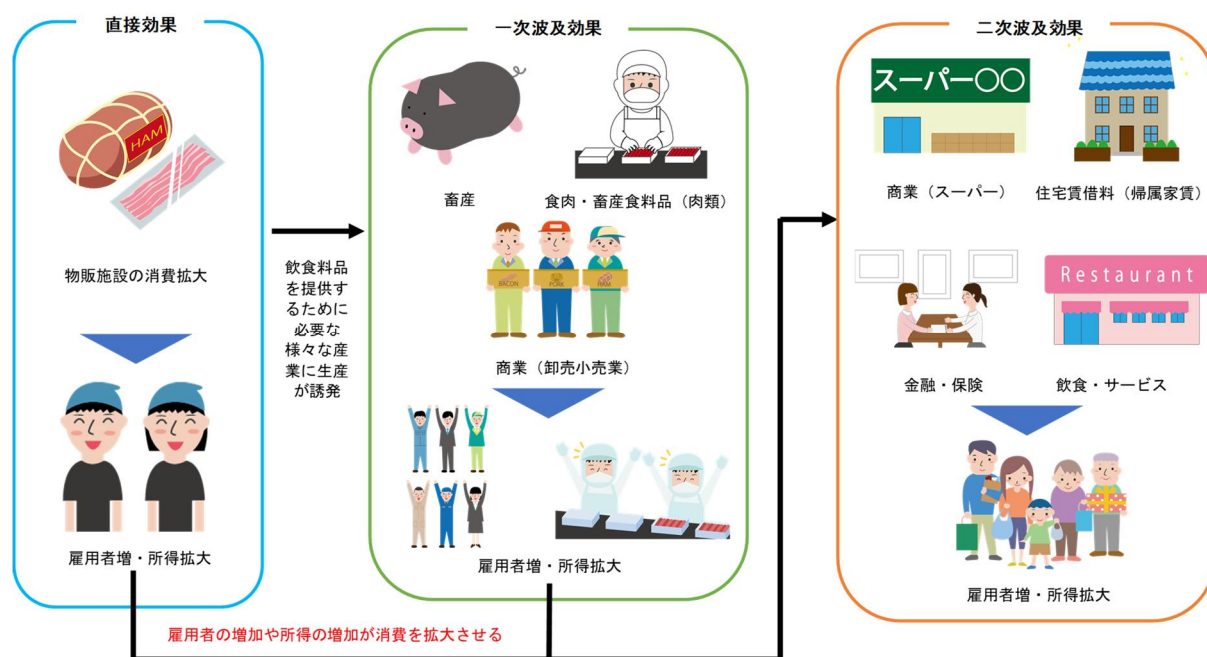 直接効果
HAM
物販施設の消費拡大
雇用者増・所得拡大
飲食料品
を提供す
るために
必要な
様々な産
業に生産
が誘発
一次波及効果
畜産
食肉・畜産食料品（肉類）
BACON
PORK
HAM
商業（卸売小売業）
雇用者増・所得拡大
二次波及効果
スーパー〇〇
商業（スーパー）
住宅賃借料（帰属家賃）
Restaurant
金融・保険
飲食・サービス
雇用者増・所得拡大
雇用者の増加や所得の増加が消費を拡大させる